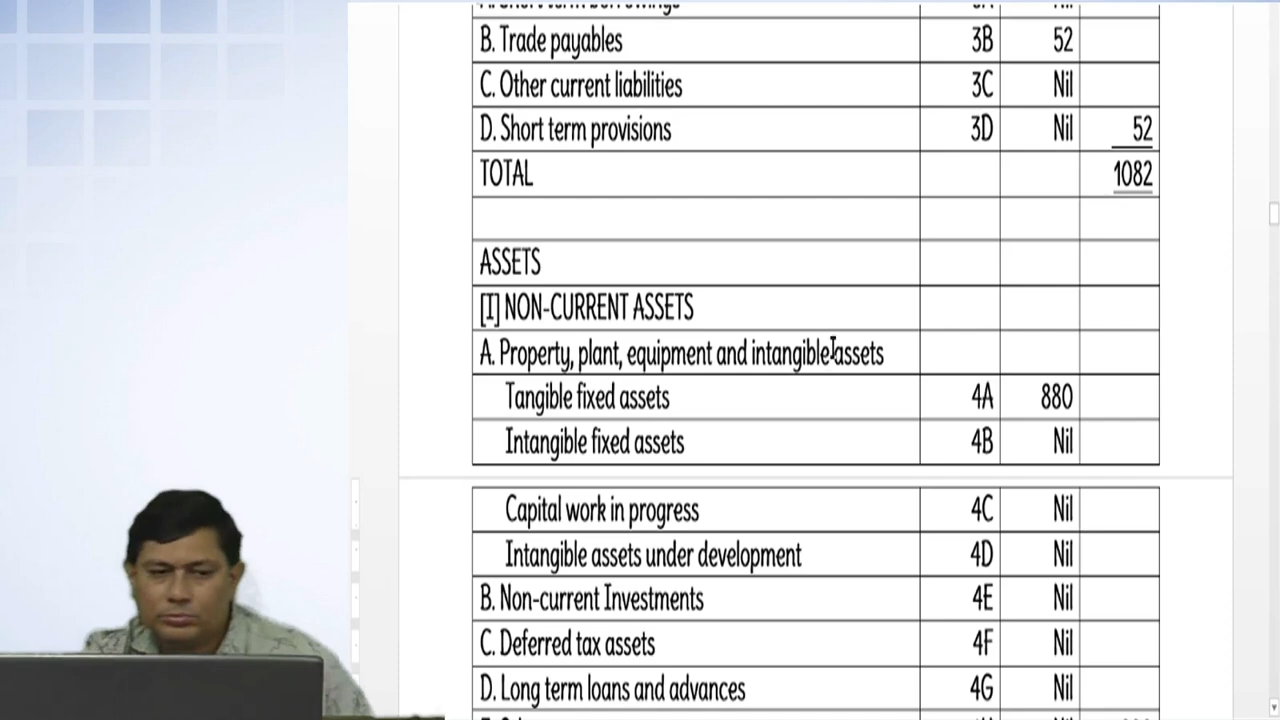 B. Trade payables 3B 52
C. Other current liabilities 3C Nil
D. Short term provisions 3D Nil 52
TOTAL 1082
ASSETS
[I] NON-CURRENT ASSETS
A. Property, plant, equipment and intangible assets
Tangible fixed assets 4A 880
Intangible fixed assets 4B Nil
Capital work in progress 4C Nil
Intangible assets under development 4D Nil
B. Non-current Investments 4E Nil
C. Deferred tax assets 4F Nil
D. Long term loans and advances 4G Nil